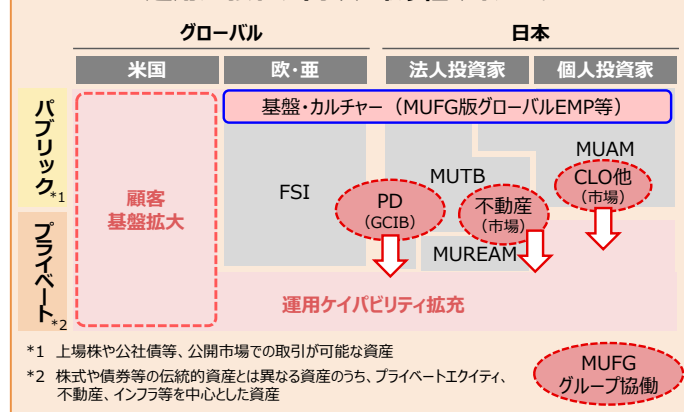 グローバル
日本
米国
欧・亜
法人投資家
個人投資家
パブリック
*1
基盤・カルチャー(MUFG版グローバルEMP等)
MUAM
MUTB
CLO他
(市場)
FSI
PD
(GCIB)
不動産
(市場)
顧客
基盤拡大
プライベート
*2
MUREAM
運用ケイパビリティ拡充
*1 上場株や公社債等、公開市場での取引が可能な資産
*2 株式や債券等の伝統的資産とは異なる資産のうち、プライベートエクイティ、
不動産、インフラ等を中心とした資産
MUFG
グループ協働